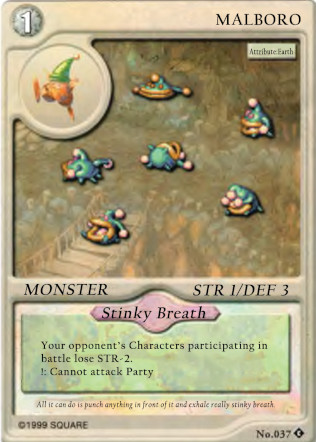 1
MALBORO
Attribute:Earth
MONSTER
STR 1/DEF 3
Stinky Breath
Your opponent's Characters participating in
battle lose STR-2.
!: Cannot attack Party
All it can do is punch anything in front of it and exhale really stinky breath.
©1999 SQUARE
No.037